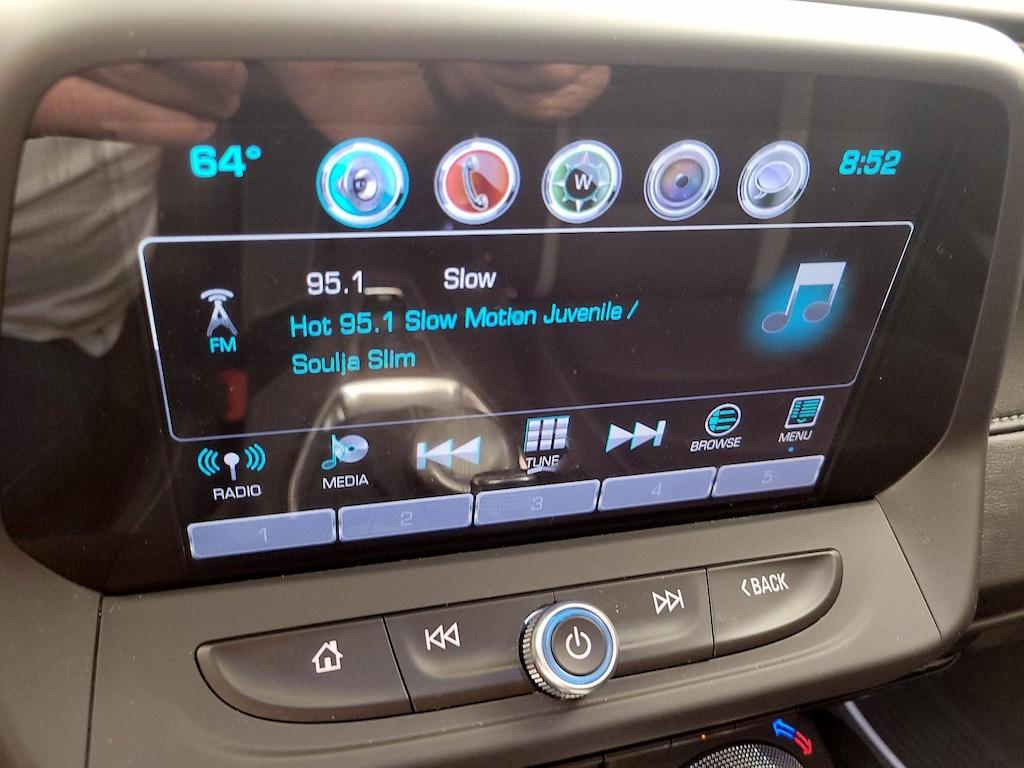 64° 8:52
W
95.1 Slow
FM
Hot 95.1 Slow Motion Juvenile /
Soulja Slim
RADIO MEDIA TUNE BROWSE MENU
1 2 3 4 5
<BACK